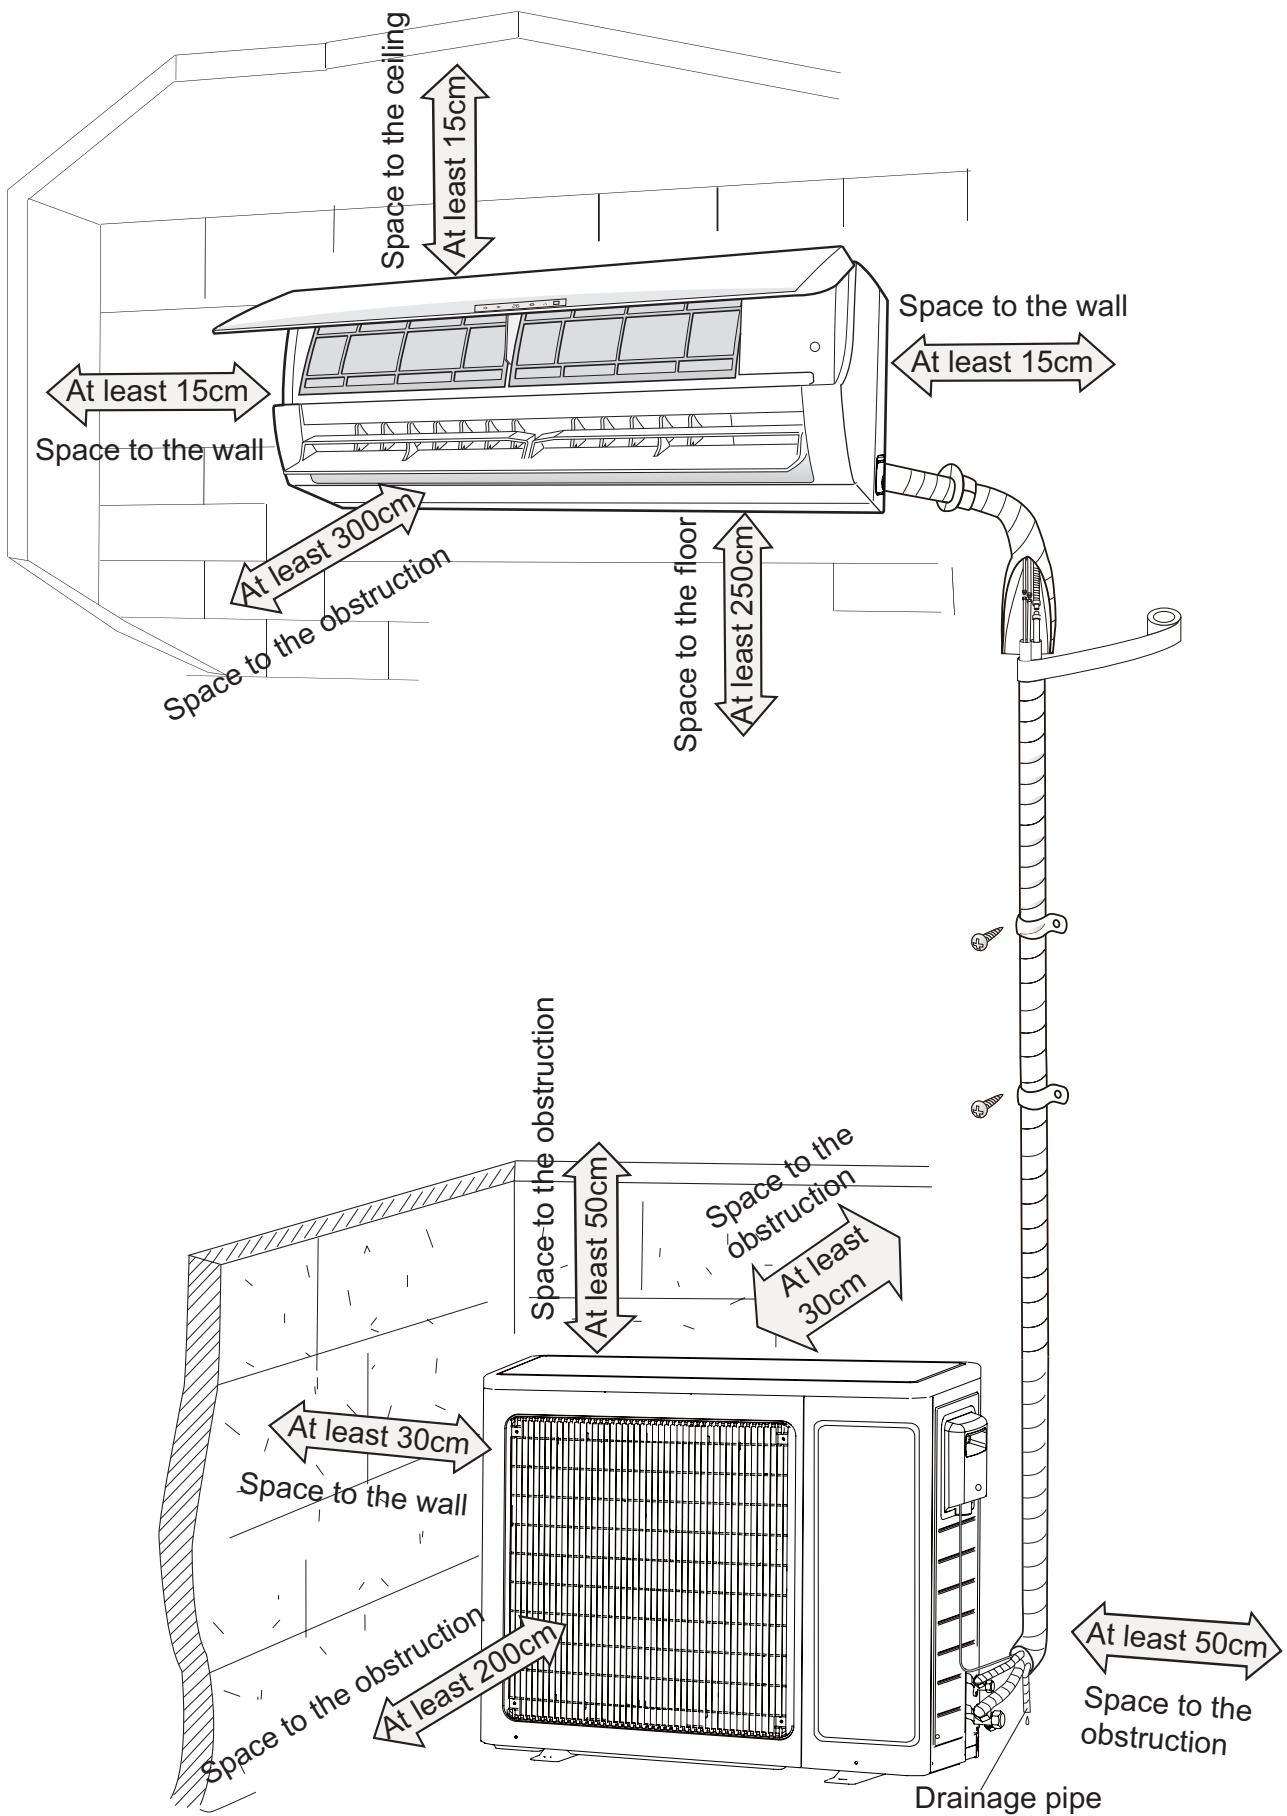 Space to the ceiling
At least 15cm
Space to the wall
At least 15cm
At least 15cm
Space to the wall
At least 300cm
Space to the obstruction
Space to the floor
At least 250cm
Space to the obstruction
At least 50cm
Space to the
obstruction
At least
30cm
At least 30cm
Space to the wall
Space to the obstruction
At least 200cm
At least 50cm
Space to the
obstruction
Drainage pipe